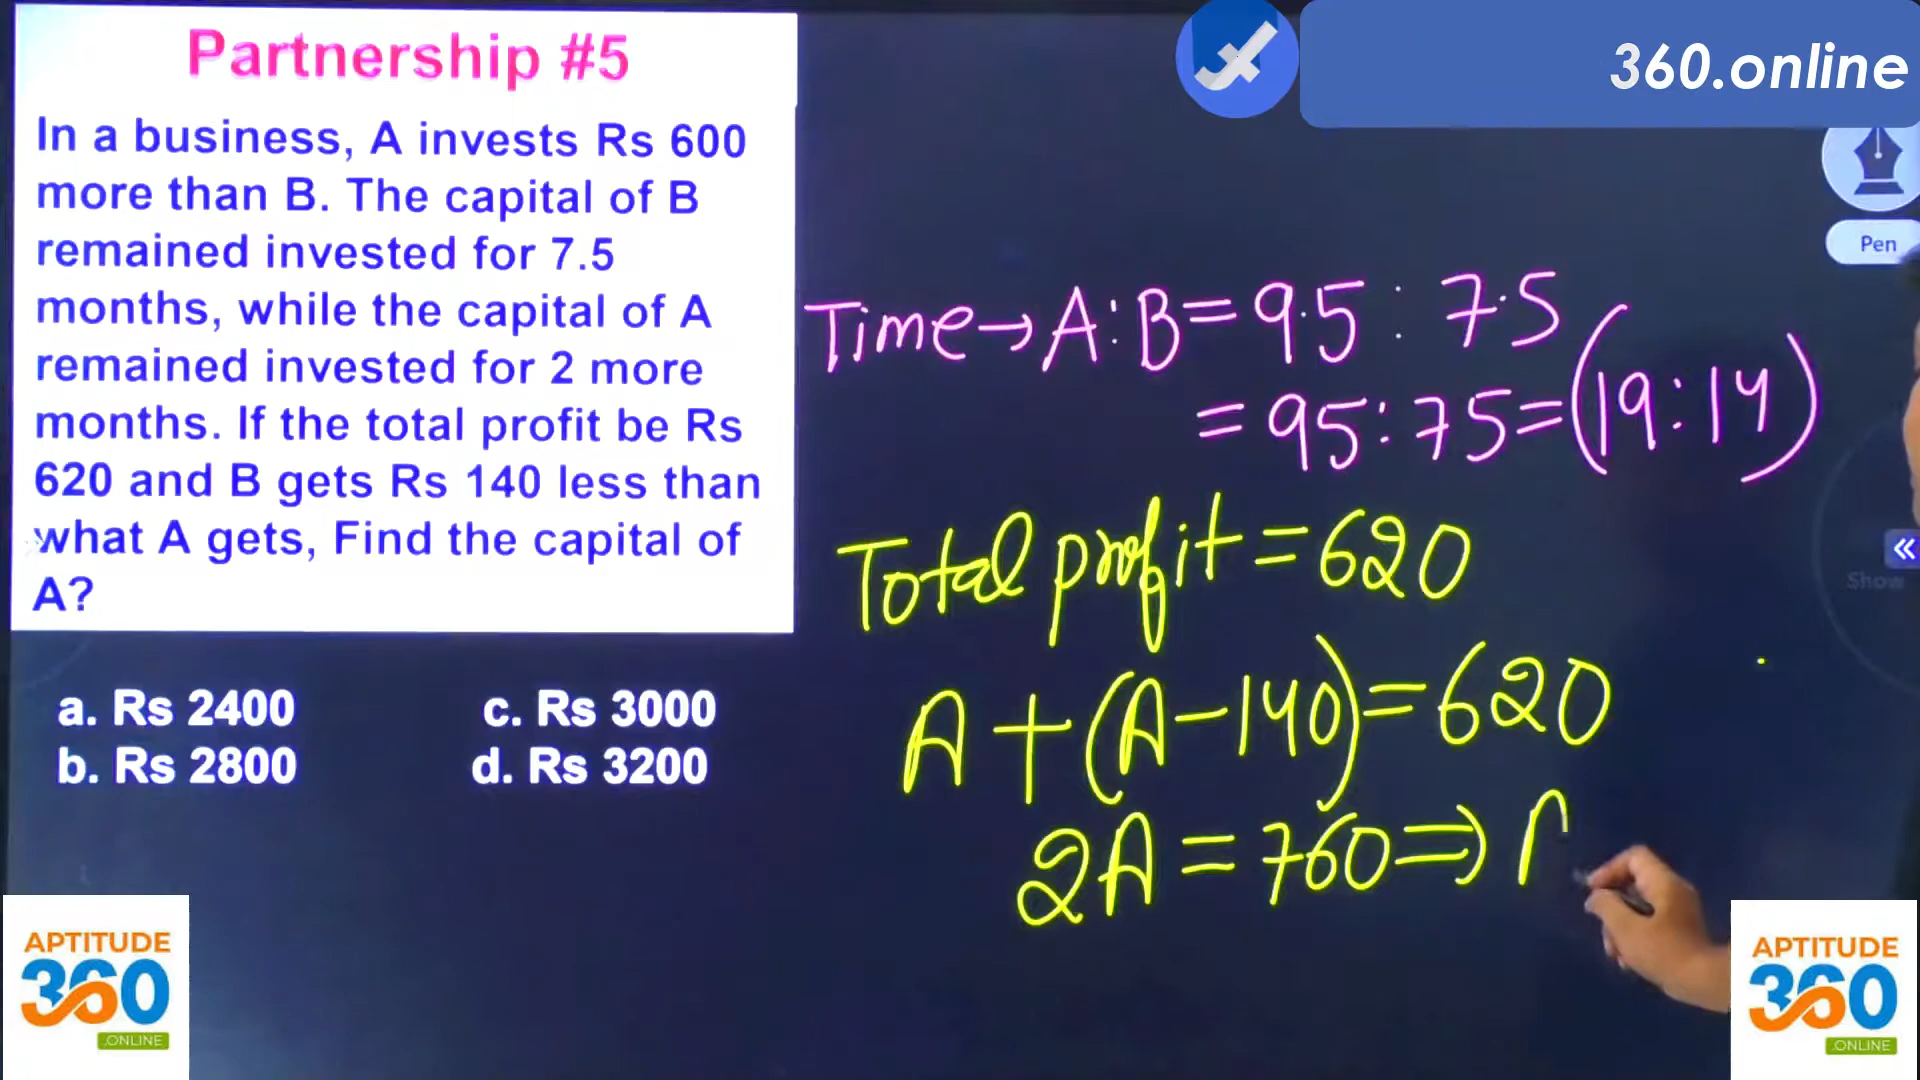 Partnership #5
In a business, A invests Rs 600
more than B. The capital of B
remained invested for 7.5
months, while the capital of A
remained invested for 2 more
months. If the total profit be Rs
620 and B gets Rs 140 less than
what A gets, Find the capital of
A?
a. Rs 2400
c. Rs 3000
b. Rs 2800
d. Rs 3200
360.online
Pen
Time → A:B = 9.5 : 7.5
= 95:75 = (19:14)
Show
Total profit = 620
A + (A - 140) = 620
2A = 760 ⇒
APTITUDE
360
.ONLINE
APTITUDE
360
.ONLINE